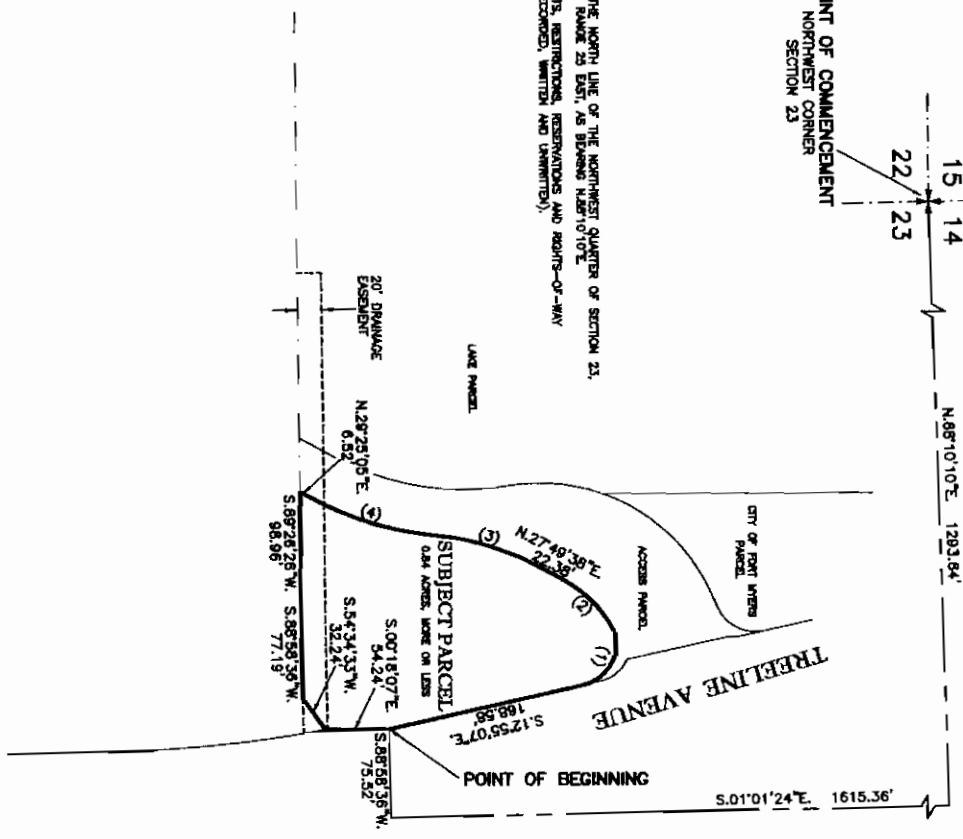 15 14
22 23
POINT OF COMMENCEMENT
NORTHWEST CORNER
SECTION 23
THE NORTH LINE OF THE NORTHWEST QUARTER OF SECTION 23,
RANGE 25 EAST, AS BEARING N.88°10'10"E.
RESTRICTIONS, RESERVATIONS AND RIGHTS-OF-WAY
WRITTEN AND UNWRITTEN).
N.88°10'10"E. 1293.64'
20' DRAINAGE
EASEMENT
LAKE PARCEL
CITY OF FORT MYERS
PARCEL
ACCESS PARCEL
TREELINE AVENUE
N.29°25'05"E.
6.52'
(4)
(3)
N.27°49'38"E.
22.38'
(2)
(1)
SUBJECT PARCEL
0.84 ACRES, MORE OR LESS
S.89°26'26"W.
98.96'
S.88°58'36"W.
77.19'
S.54°34'33"W.
32.24'
S.00°18'07"E.
54.24'
S.12°55'07"E.
168.58'
S.88°58'36"W.
75.52'
POINT OF BEGINNING
S.01°01'24"E. 1615.36'